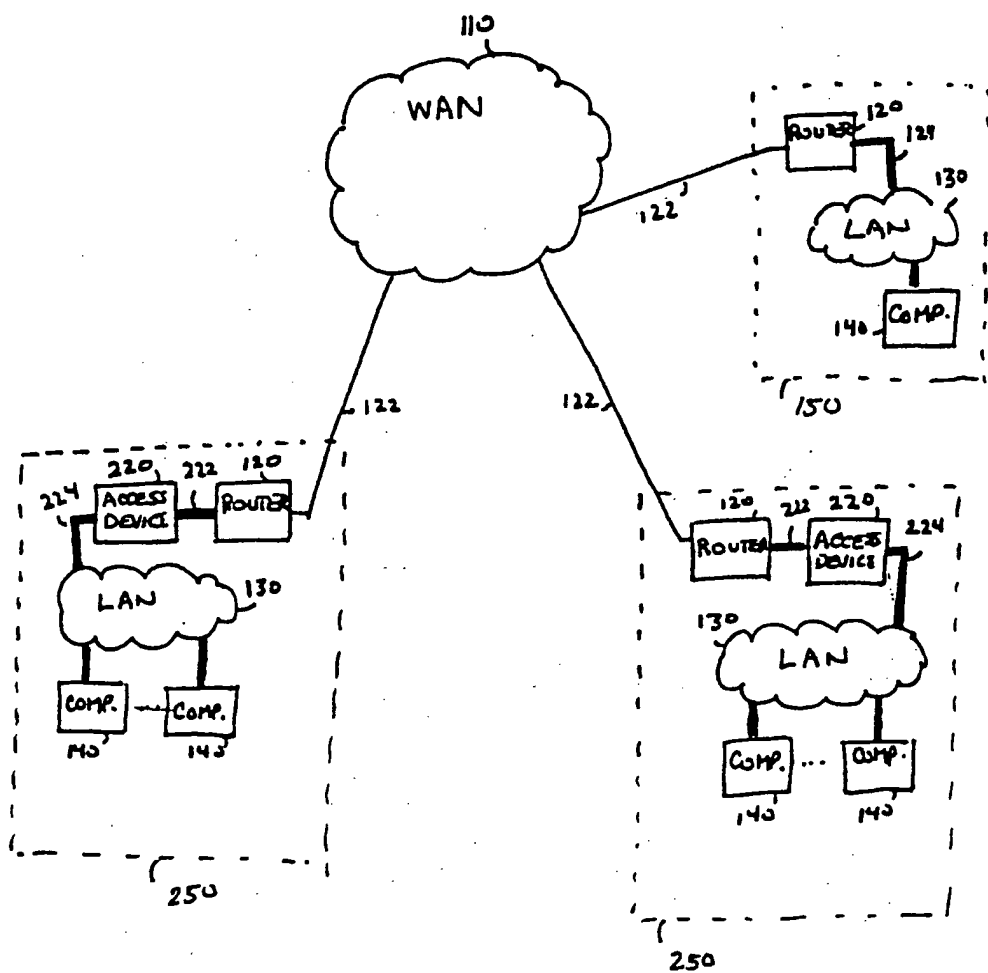 110
WAN
ROUTER
120
124
130
LAN
122
COMP.
140
150
122
122
220
222
120
224
ACCESS
DEVICE
ROUTER
LAN
130
COMP.
COMP.
140
140
250
120
222
220
224
ROUTER
ACCESS
DEVICE
130
LAN
COMP.
...
COMP.
140
140
250